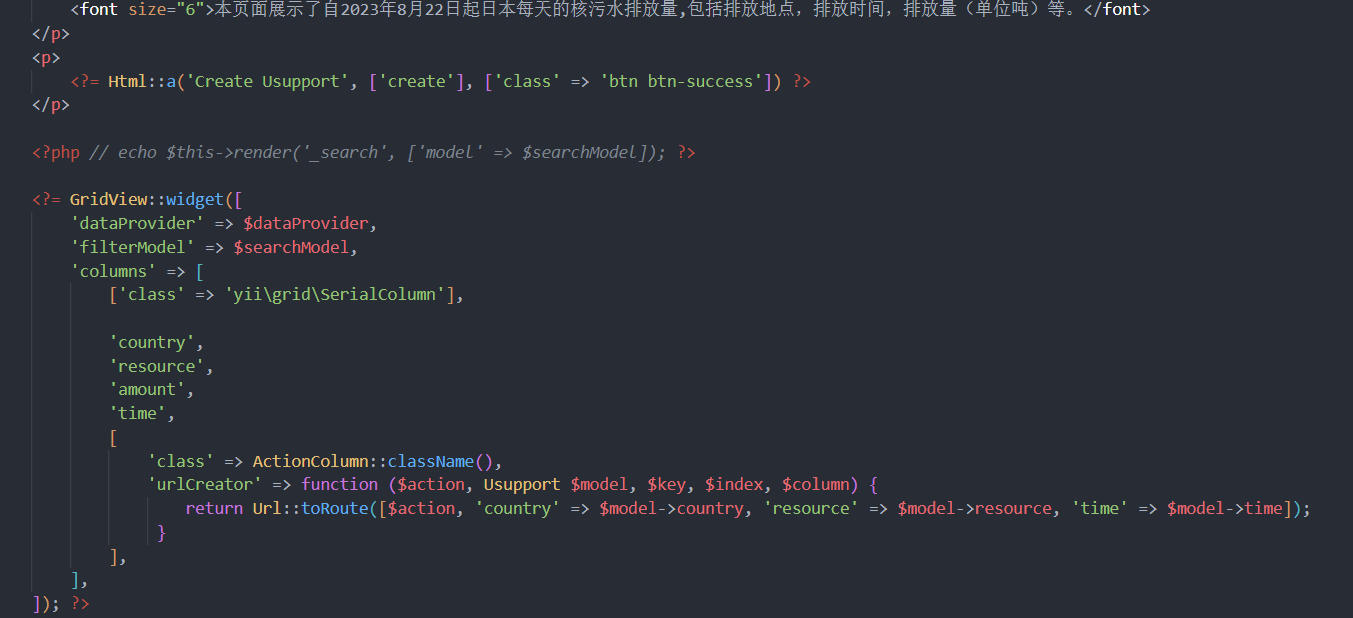 <font size="6">本页面展示了自2023年8月22日起日本每天的核污水排放量,包括排放地点，排放时间，排放量（单位吨）等。</font>
</p>
<p>
<?= Html::a('Create Usupport', ['create'], ['class' => 'btn btn-success']) ?>
</p>
<?php // echo $this->render('_search', ['model' => $searchModel]); ?>
<?= GridView::widget([
'dataProvider' => $dataProvider,
'filterModel' => $searchModel,
'columns' => [
['class' => 'yii\grid\SerialColumn'],
'country',
'resource',
'amount',
'time',
[
'class' => ActionColumn::className(),
'urlCreator' => function ($action, Usupport $model, $key, $index, $column) {
return Url::toRoute([$action, 'country' => $model->country, 'resource' => $model->resource, 'time' => $model->time]);
}
],
],
]); ?>